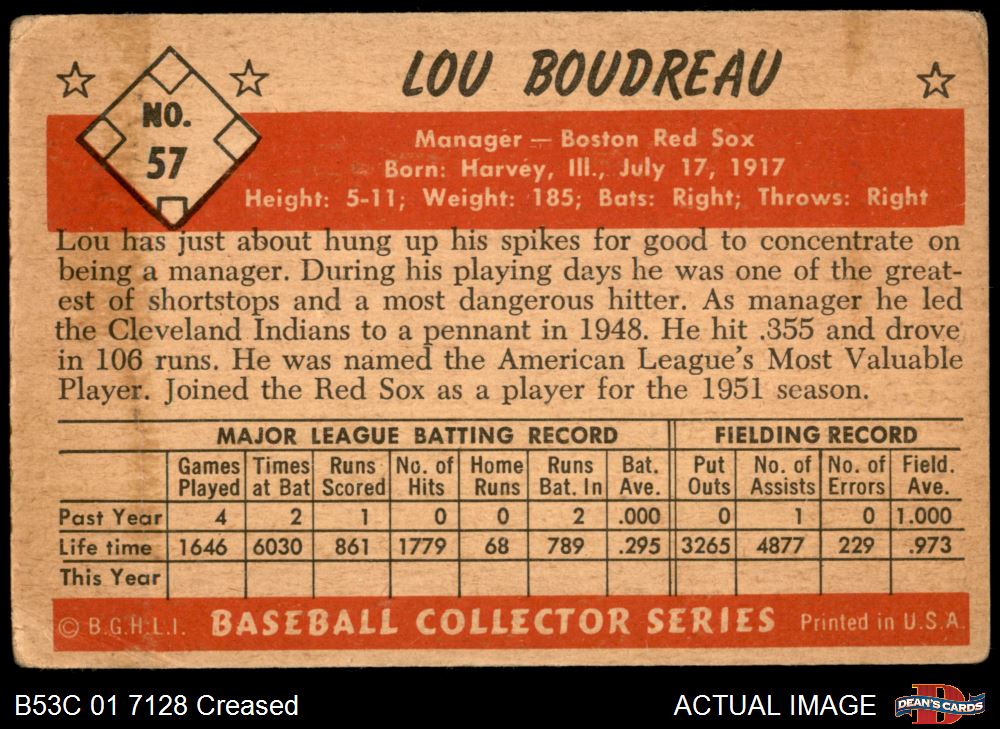 LOU BOUDREAU
NO.
57
Manager — Boston Red Sox
Born: Harvey, Ill., July 17, 1917
Height: 5-11; Weight: 185; Bats: Right; Throws: Right
Lou has just about hung up his spikes for good to concentrate on
being a manager. During his playing days he was one of the great-
est of shortstops and a most dangerous hitter. As manager he led
the Cleveland Indians to a pennant in 1948. He hit .355 and drove
in 106 runs. He was named the American League's Most Valuable
Player. Joined the Red Sox as a player for the 1951 season.
MAJOR LEAGUE BATTING RECORD FIELDING RECORD
Games Times Runs No. of Home Runs Bat. Put No. of No. of Field.
Played at Bat Scored Hits Runs Bat. In Ave. Outs Assists Errors Ave.
Past Year 4 2 1 0 0 2 .000 0 1 0 1.000
Life time 1646 6030 861 1779 68 789 .295 3265 4877 229 .973
This Year
© B.G.H.L.I. BASEBALL COLLECTOR SERIES Printed in U.S.A.
B53C 01 7128 Creased ACTUAL IMAGE D DEAN'S CARDS